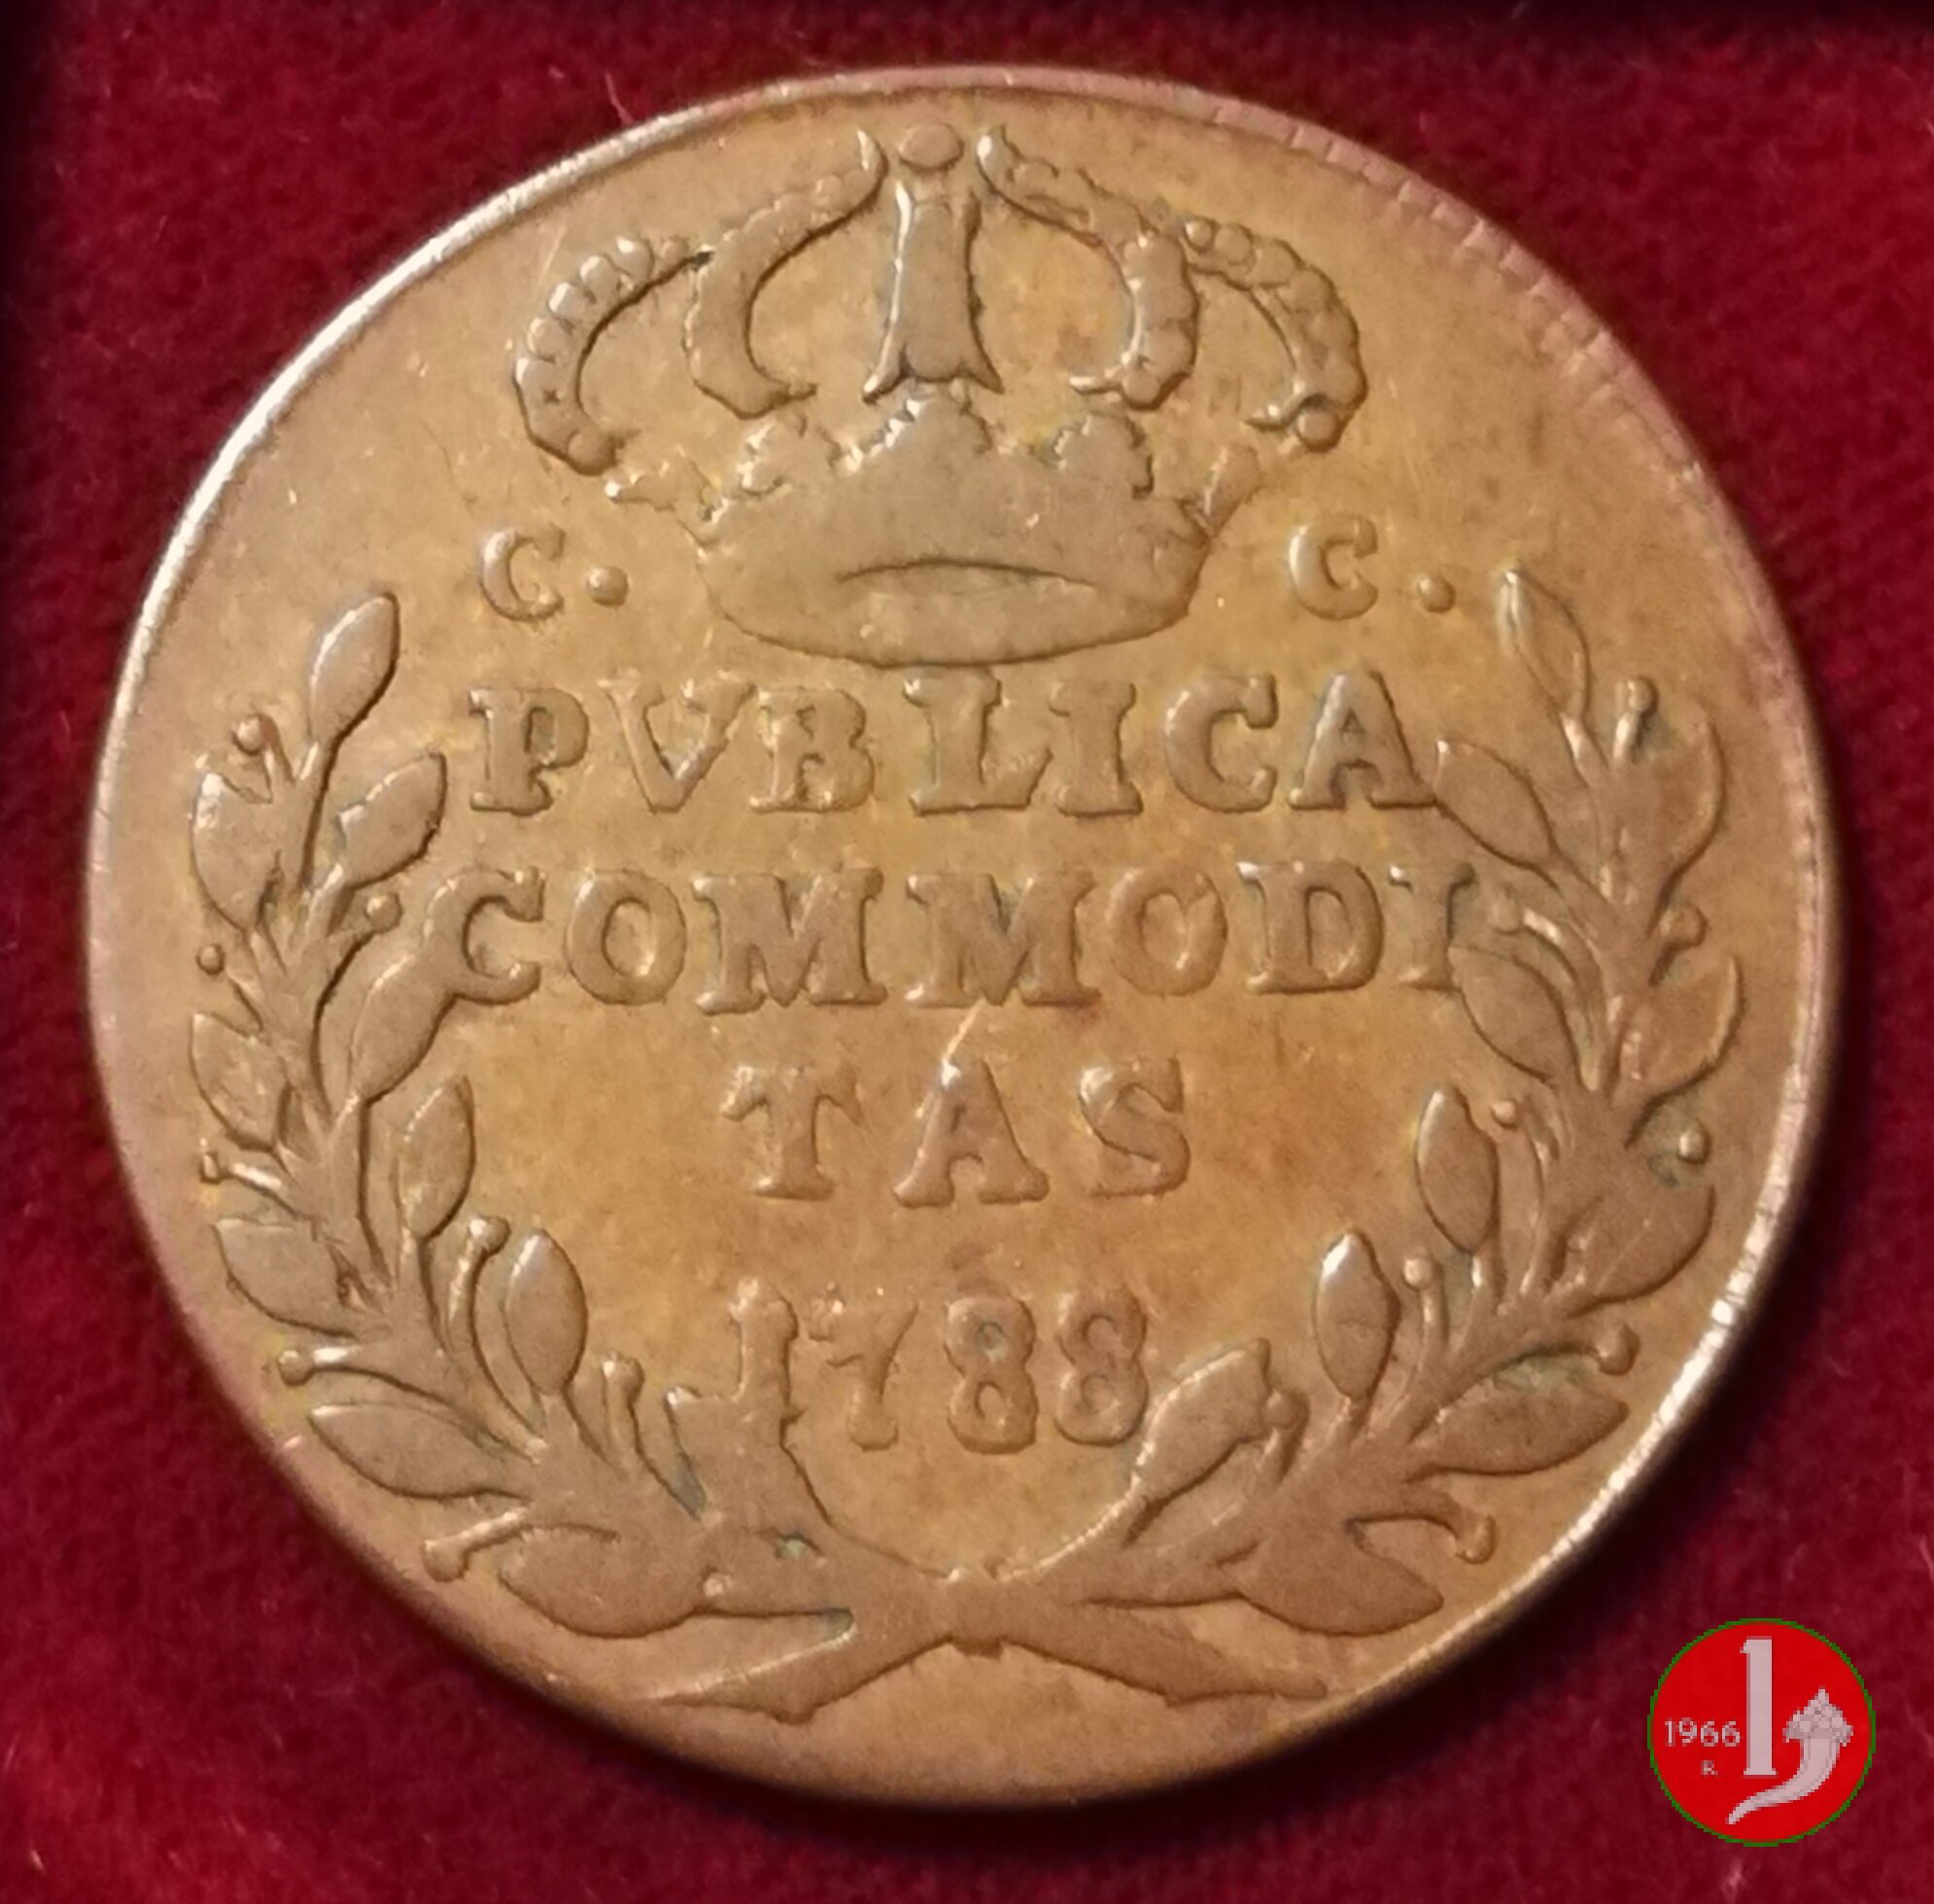 C. C.
PVBLICA
COMMODI
TAS
1788
1966
R